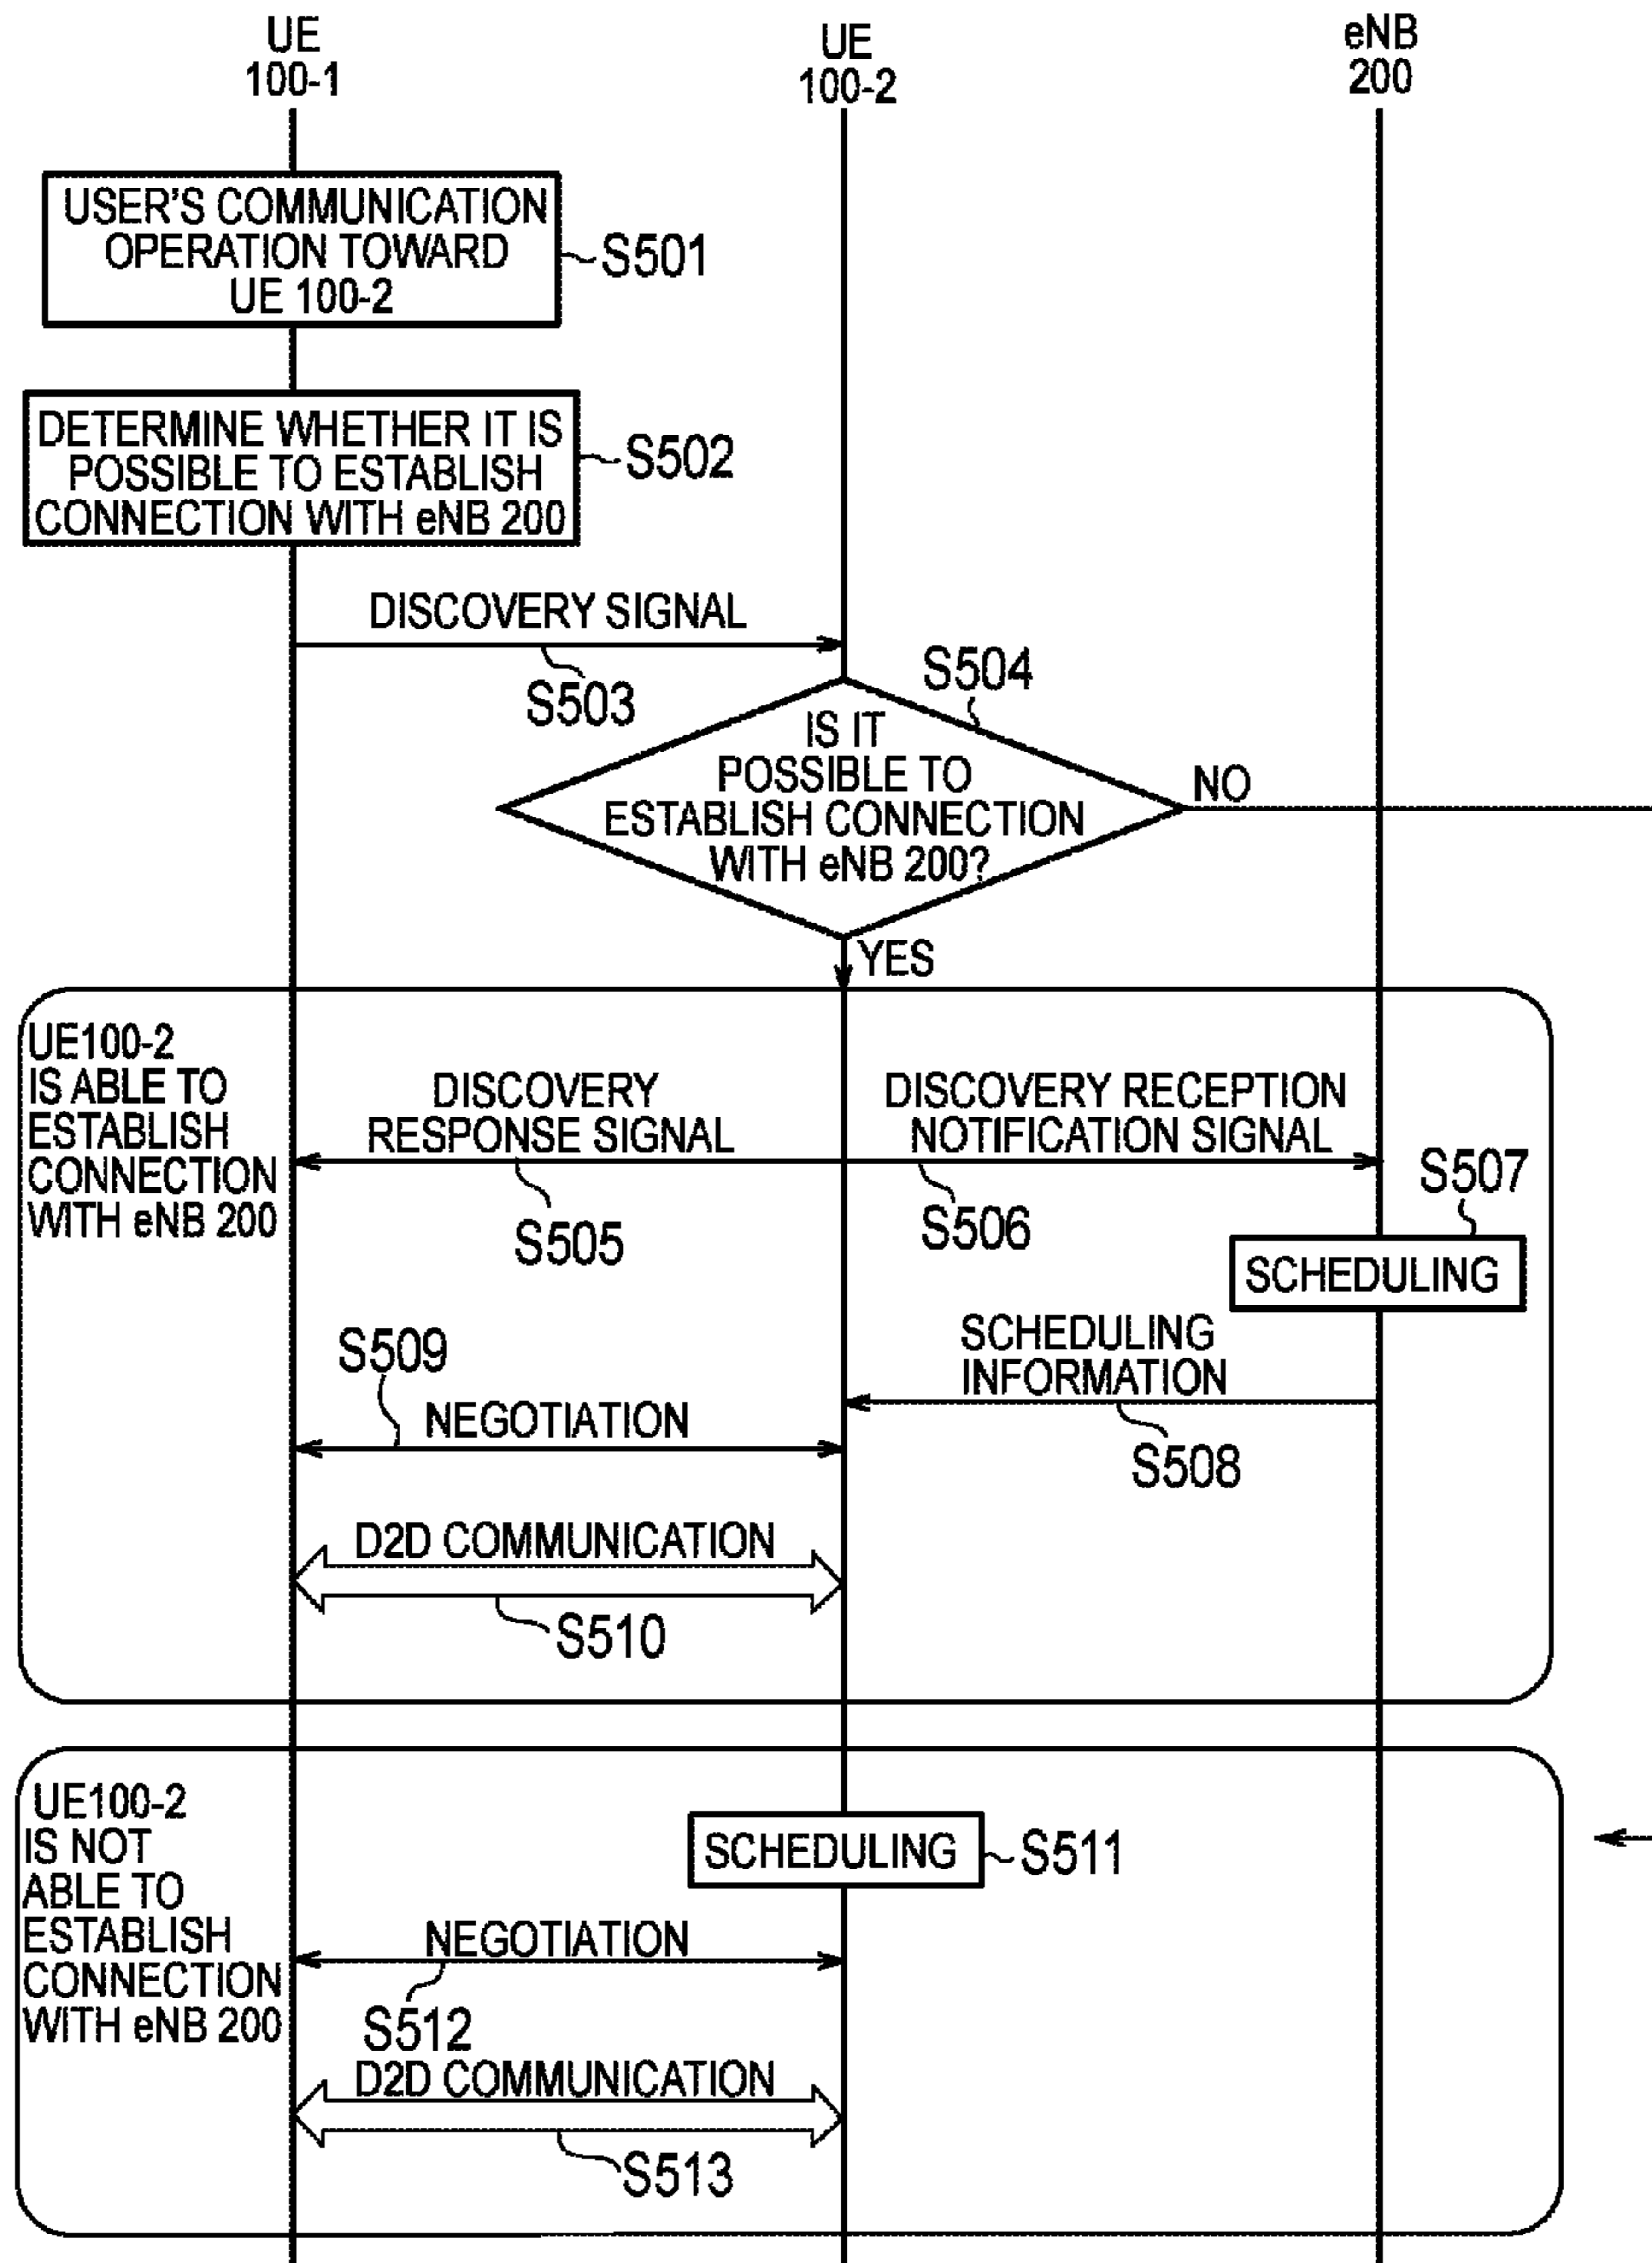 UE
100-1
UE
100-2
eNB
200
USER'S COMMUNICATION
OPERATION TOWARD
UE 100-2
S501
DETERMINE WHETHER IT IS
POSSIBLE TO ESTABLISH
CONNECTION WITH eNB 200
S502
DISCOVERY SIGNAL
S503
S504
IS IT
POSSIBLE TO
ESTABLISH CONNECTION
WITH eNB 200?
NO
YES
UE100-2
IS ABLE TO
ESTABLISH
CONNECTION
WITH eNB 200
DISCOVERY
RESPONSE SIGNAL
S505
DISCOVERY RECEPTION
NOTIFICATION SIGNAL
S506
S507
SCHEDULING
SCHEDULING
INFORMATION
S508
S509
NEGOTIATION
D2D COMMUNICATION
S510
UE100-2
IS NOT
ABLE TO
ESTABLISH
CONNECTION
WITH eNB 200
SCHEDULING
S511
NEGOTIATION
S512
D2D COMMUNICATION
S513